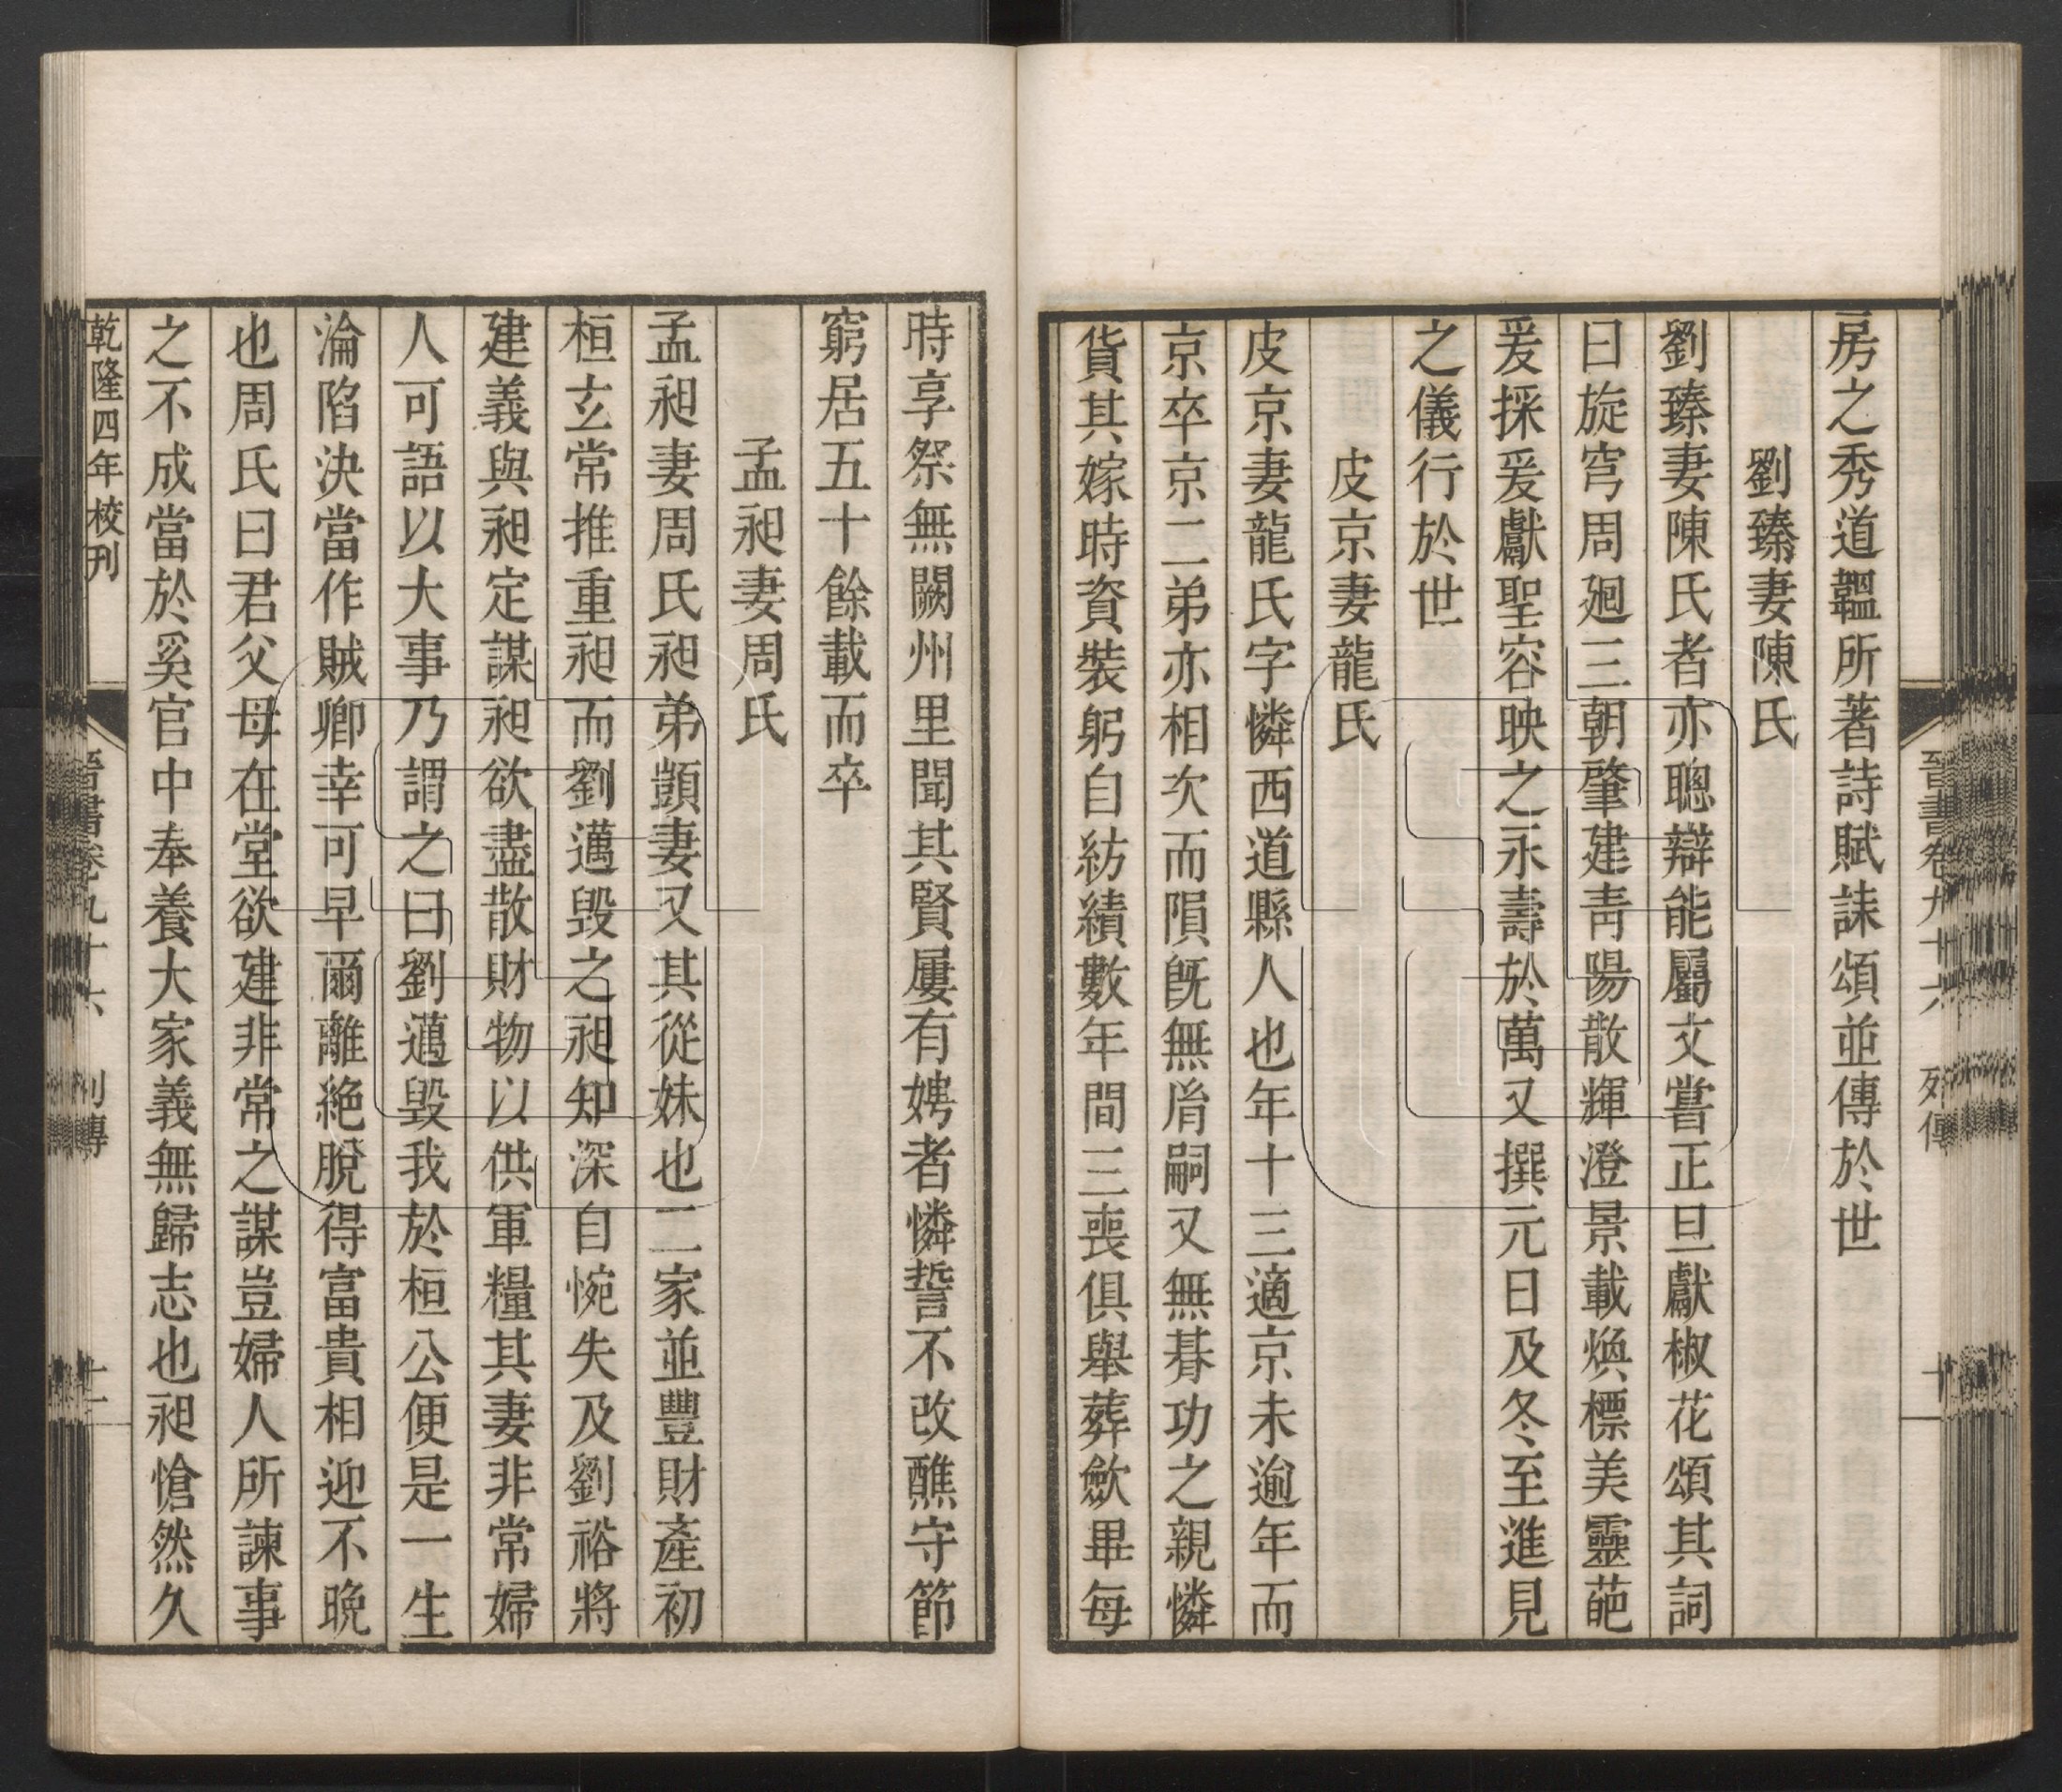 房之秀道韞所著詩賦誄頌並傳於世
劉臻妻陳氏
劉臻妻陳氏者亦聰辯能屬文嘗正旦獻椒花頌其詞
曰旋穹周廻三朝肇建靑陽散輝澄景載煥標美靈葩
爰採爰獻聖容映之永壽於萬又撰元日及冬至進見
之儀行於世
皮京妻龍氏
皮京妻龍氏字憐西道縣人也年十三適京未逾年而
京卒京二弟亦相次而隕旣無胤嗣又無朞功之親憐
貨其嫁時資裝躬自紡績數年間三喪俱舉葬斂畢每
時享祭無闕州里聞其賢屢有娉者憐誓不改醮守節
窮居五十餘載而卒
孟昶妻周氏
孟昶妻周氏昶弟顗妻又其從妹也二家並豐財產初
桓玄常推重昶而劉邁毀之昶知深自惋失及劉裕將
建義與昶定謀昶欲盡散財物以供軍糧其妻非常婦
人可語以大事乃謂之曰劉邁毀我於桓公便是一生
淪陷決當作賊卿幸可早爾離絕脫得富貴相迎不晚
也周氏曰君父母在堂欲建非常之謀豈婦人所諫事
之不成當於奚官中奉養大家義無歸志也昶愴然久
乾隆四年校刊
晉書卷九十六 列傳
十
晉書卷九十六 列傳
十一